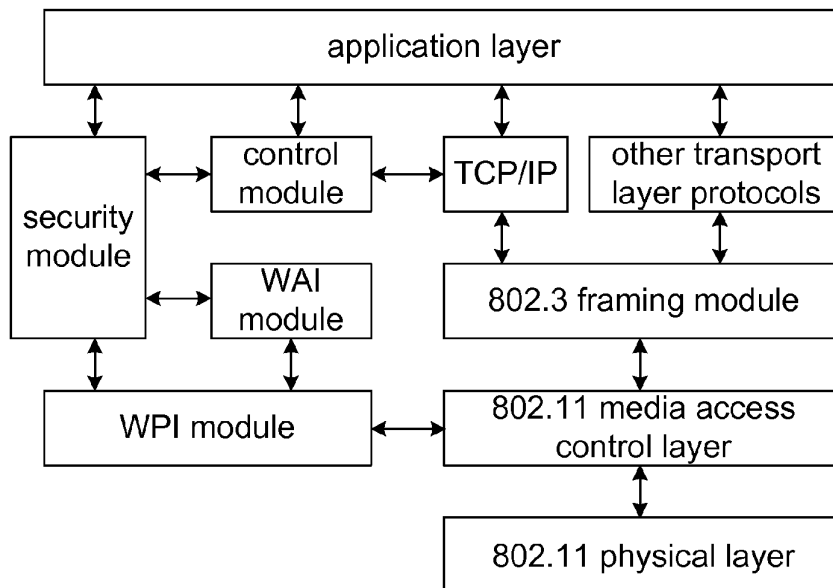 application layer
control
module
TCP/IP
other transport
layer protocols
security
module
WAI
module
802.3 framing module
WPI module
802.11 media access
control layer
802.11 physical layer